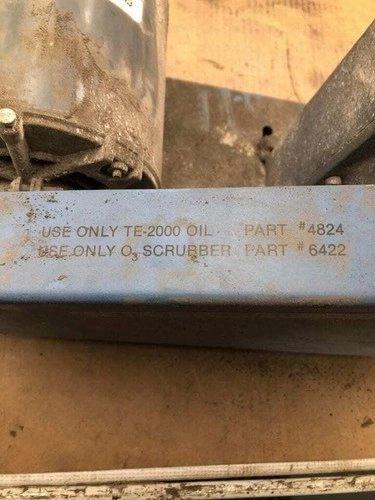 USE ONLY TE-2000 OIL PART #4824
USE ONLY O₃ SCRUBBER PART #6422